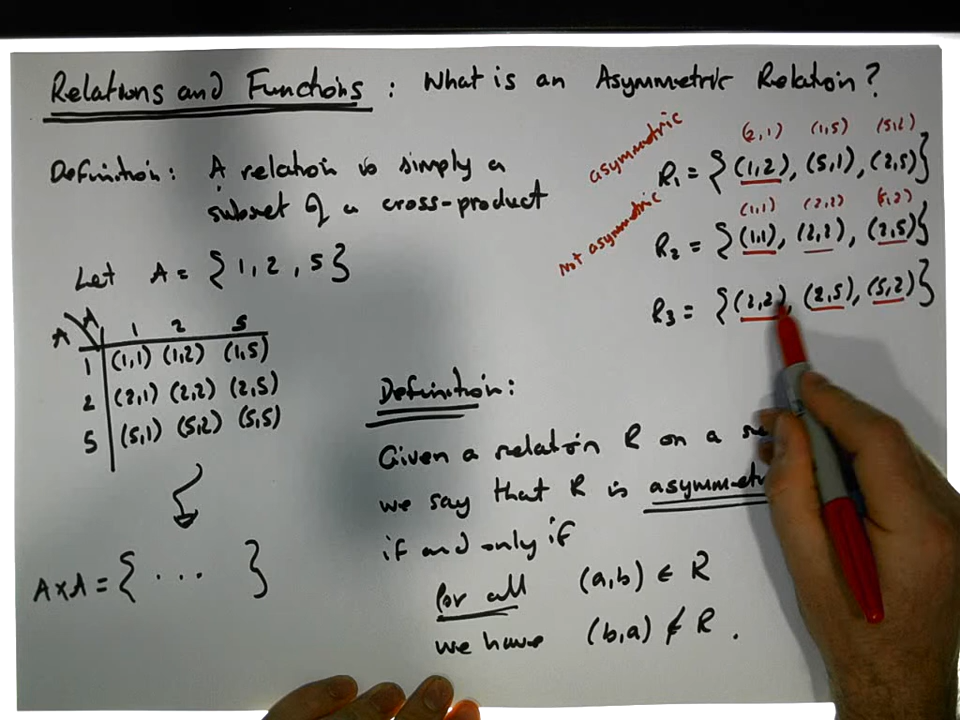 Relations and Functions : What is an Asymmetric Relation?
Definition: A relation is simply a
subset of a cross-product
Let A = {1, 2, 5}
A A 1 2 5
1 (1,1) (1,2) (1,5)
2 (2,1) (2,2) (2,5)
5 (5,1) (5,2) (5,5)
A×A = { ... }
asymmetric
(2,1) (1,5) (5,2)
R₁ = {(1,2), (5,1), (2,5)}
Not asymmetric
(1,1) (2,2) (5,2)
R₂ = {(1,1), (2,2), (2,5)}
R₃ = {(2,2), (2,5), (5,2)}
Definition:
Given a relation R on a
we say that R is
if and only if
for all (a,b) ∈ R
we have (b,a) ∉ R .